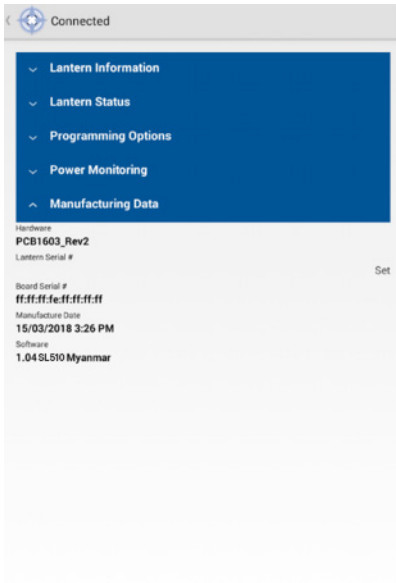 Connected
Lantern Information
Lantern Status
Programming Options
Power Monitoring
Manufacturing Data
Hardware
PCB1603_Rev2
Lantern Serial #
Set
Board Serial #
ff:ff:ff:fe:ff:ff:ff:ff
Manufacture Date
15/03/2018 3:26 PM
Software
1.04 SL510 Myanmar